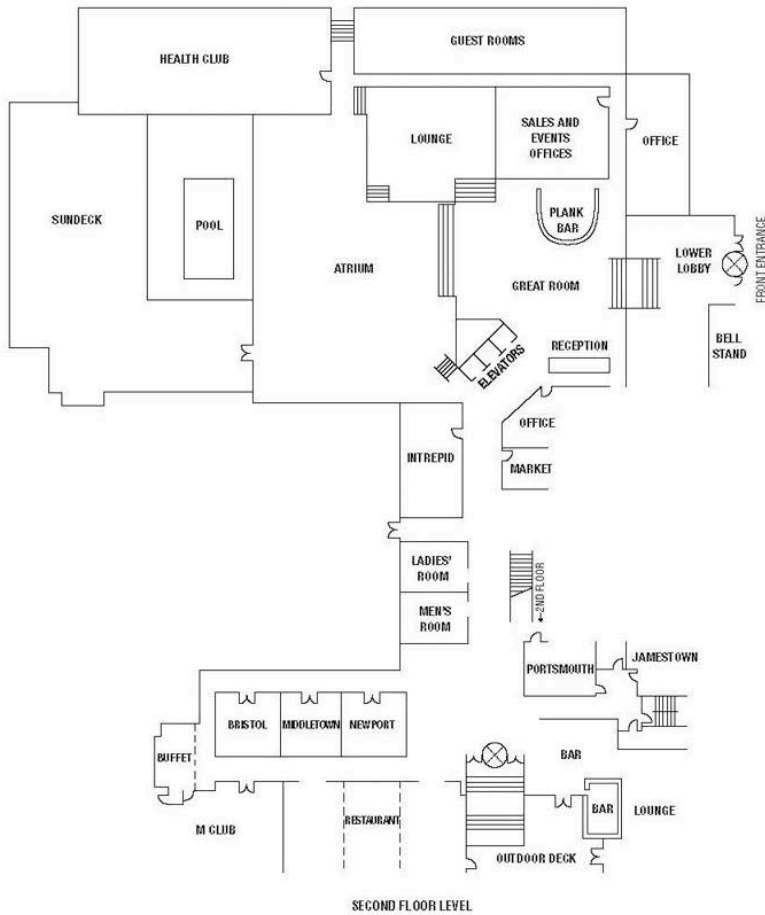 GUEST ROOMS
HEALTH CLUB
SALES AND
EVENTS
OFFICES
LOUNGE
OFFICE
SUNDECK
POOL
PLANK
BAR
LOWER
LOBBY
FRONT ENTRANCE
ATRIUM
GREAT ROOM
BELL
STAND
RECEPTION
ELEVATORS
OFFICE
INTREPID
MARKET
LADIES'
ROOM
MEN'S
ROOM
2ND FLOOR
PORTSMOUTH
JAMESTOWN
BRISTOL
MIDDLETOWN
NEWPORT
BUFFET
BAR
M CLUB
RESTAURANT
BAR
LOUNGE
OUTDOOR DECK
SECOND FLOOR LEVEL